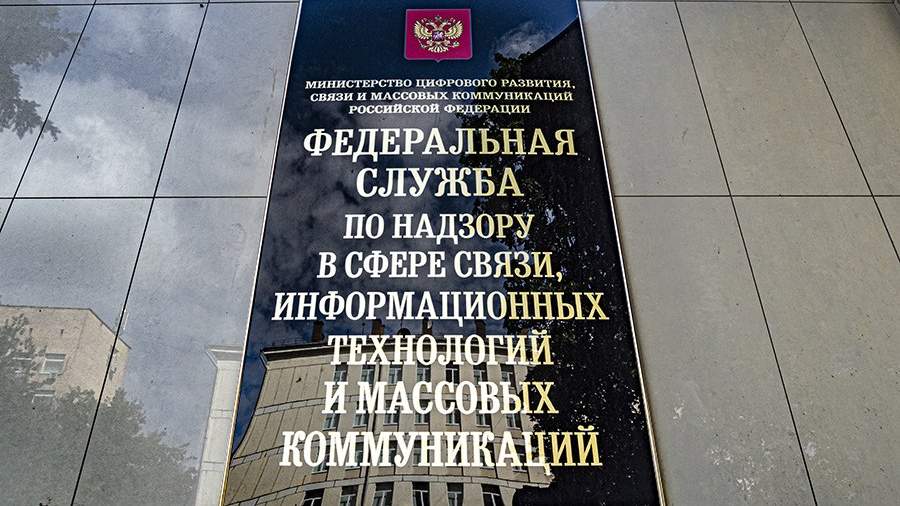 МИНИСТЕРСТВО ЦИФРОВОГО РАЗВИТИЯ,
СВЯЗИ И МАССОВЫХ КОММУНИКАЦИЙ
РОССИЙСКОЙ ФЕДЕРАЦИИ
ФЕДЕРАЛЬНАЯ
СЛУЖБА
ПО НАДЗОРУ
В СФЕРЕ СВЯЗИ,
ИНФОРМАЦИОННЫХ
ТЕХНОЛОГИЙ
И МАССОВЫХ
КОММУНИКАЦИЙ